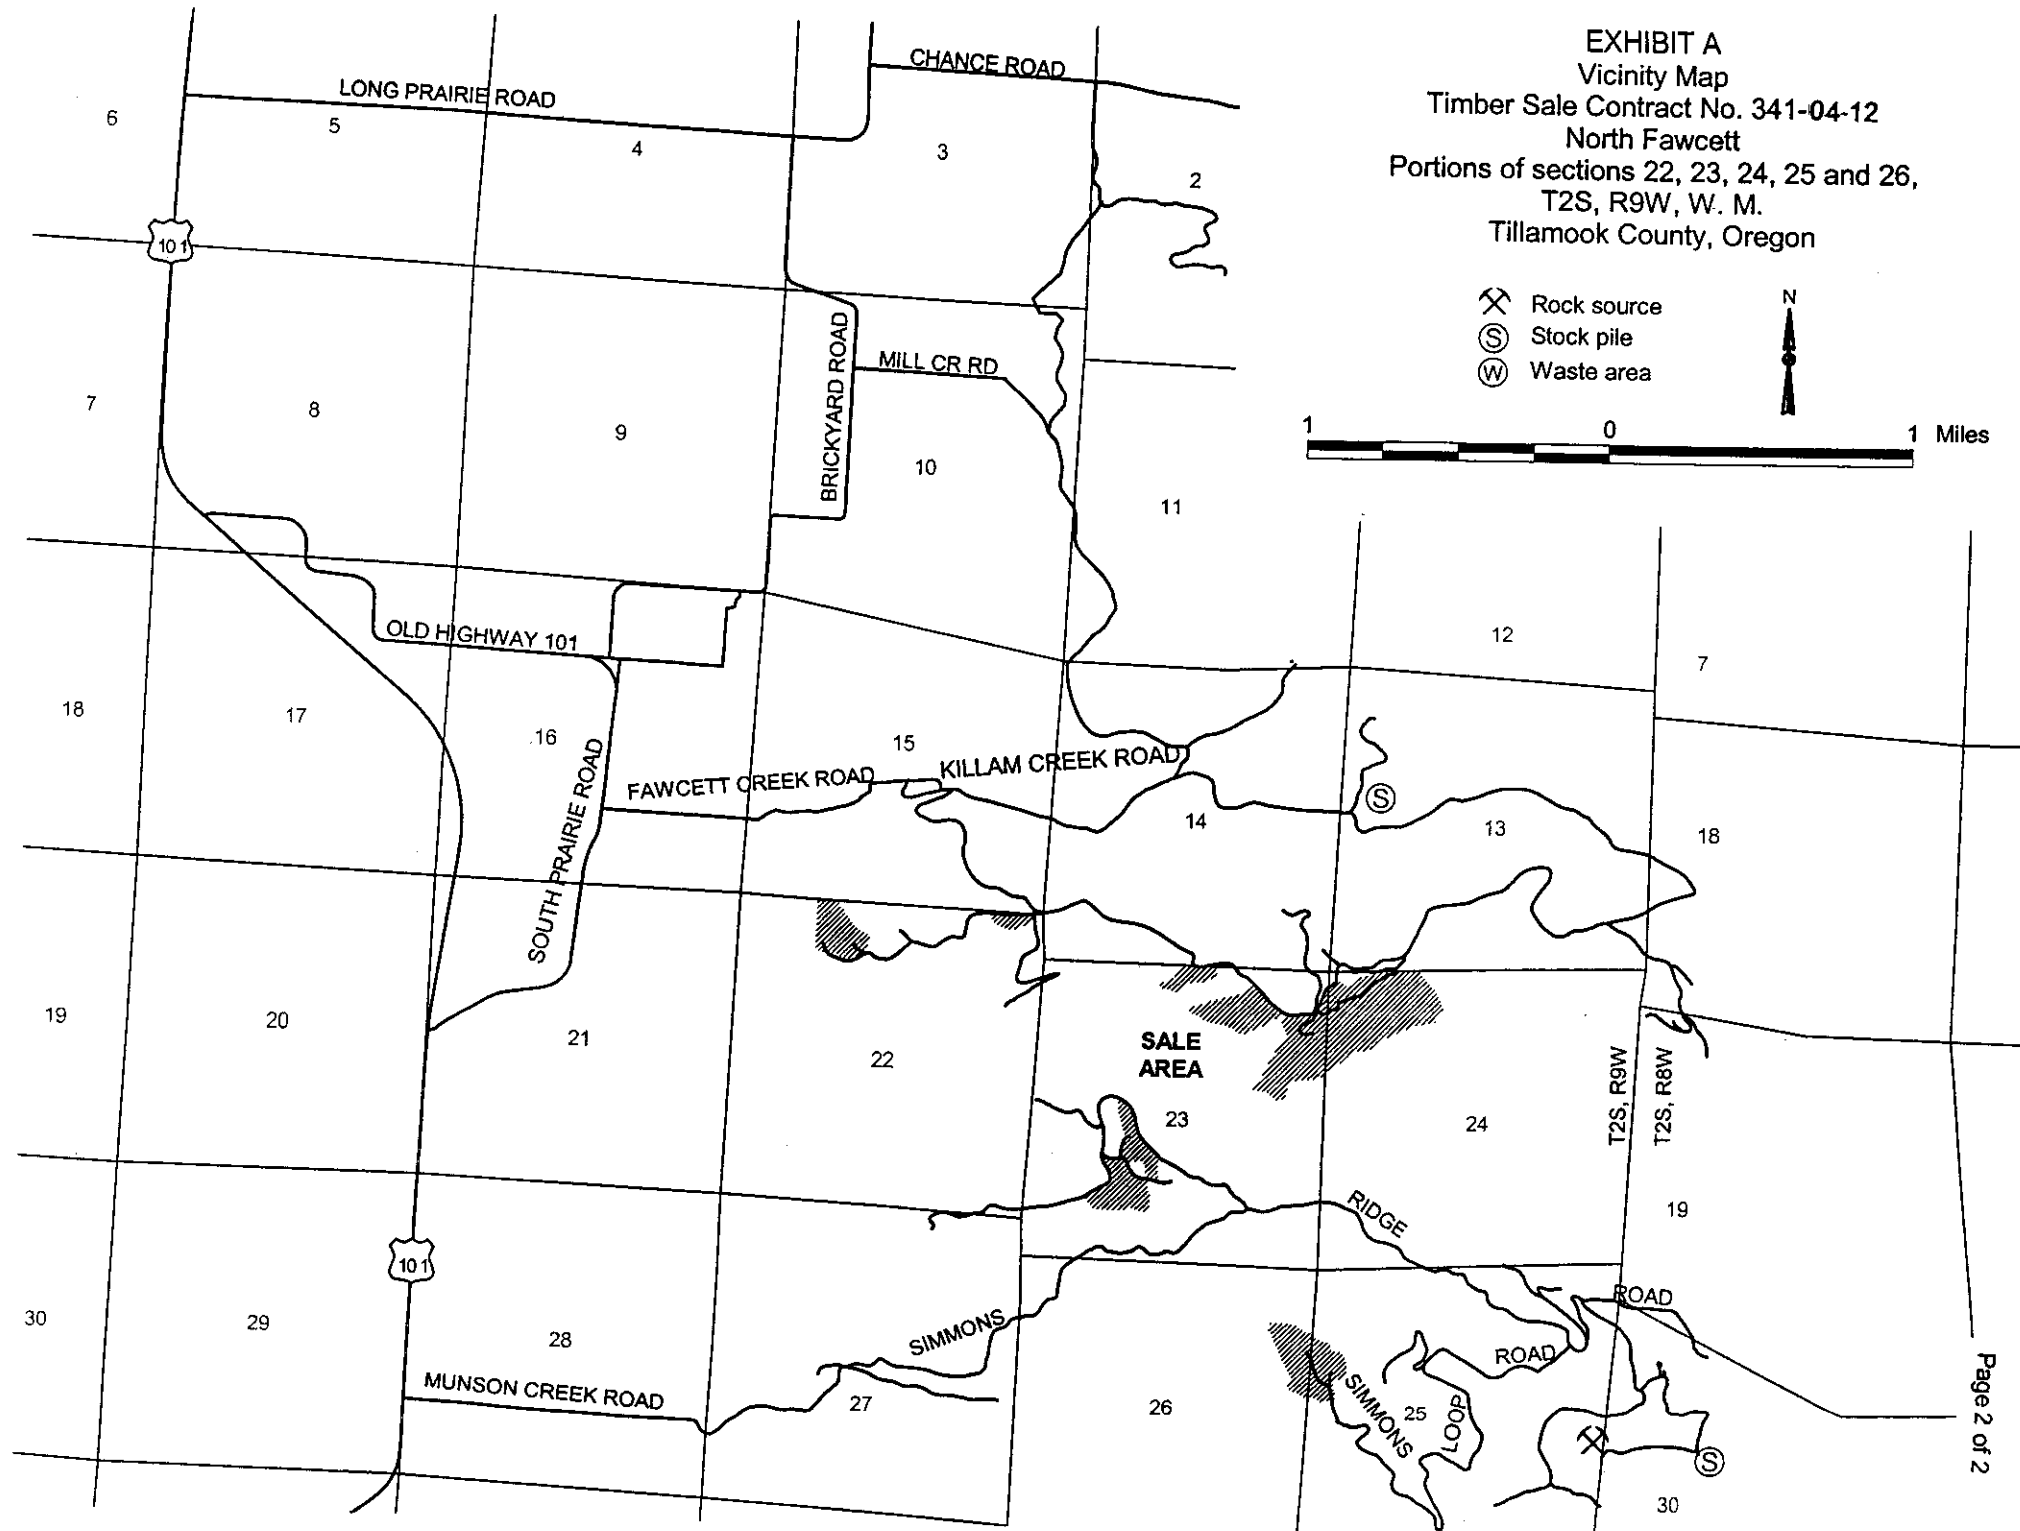 EXHIBIT A
Vicinity Map
Timber Sale Contract No. 341-04-12
North Fawcett
Portions of sections 22, 23, 24, 25 and 26,
T2S, R9W, W. M.
Tillamook County, Oregon
Rock source
S Stock pile
W Waste area
N
1 0 1 Miles
CHANCE ROAD
LONG PRAIRIE ROAD
6
5
4
3
2
101
BRICKYARD ROAD
MILL CR RD
7
8
9
10
11
OLD HIGHWAY 101
12
7
18
17
16
15
SOUTH PRAIRIE ROAD
FAWCETT CREEK ROAD
KILLAM CREEK ROAD
S
14
13
18
19
20
21
22
SALE
AREA
23
24
T2S, R9W
T2S, R8W
19
RIDGE
ROAD
101
30
29
28
SIMMONS
ROAD
MUNSON CREEK ROAD
27
26
SIMMONS
25
LOOP
S
30
Page 2 of 2